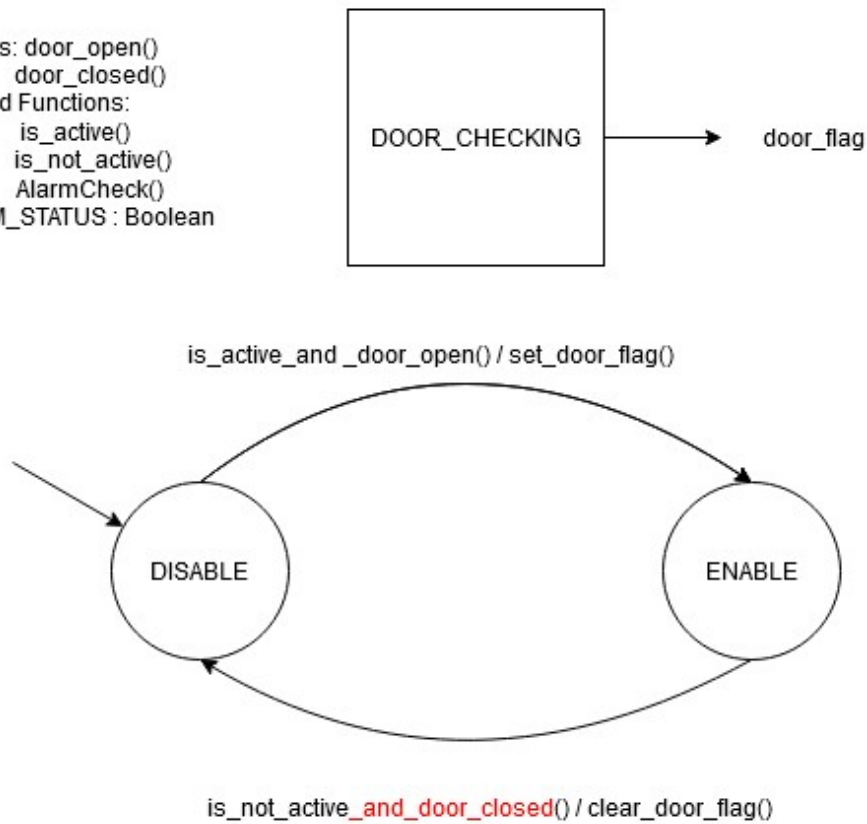 s: door_open()
door_closed()
d Functions:
is_active()
is_not_active()
AlarmCheck()
M_STATUS : Boolean
DOOR_CHECKING
door_flag
is_active_and _door_open() / set_door_flag()
DISABLE
ENABLE
is_not_active_and_door_closed() / clear_door_flag()